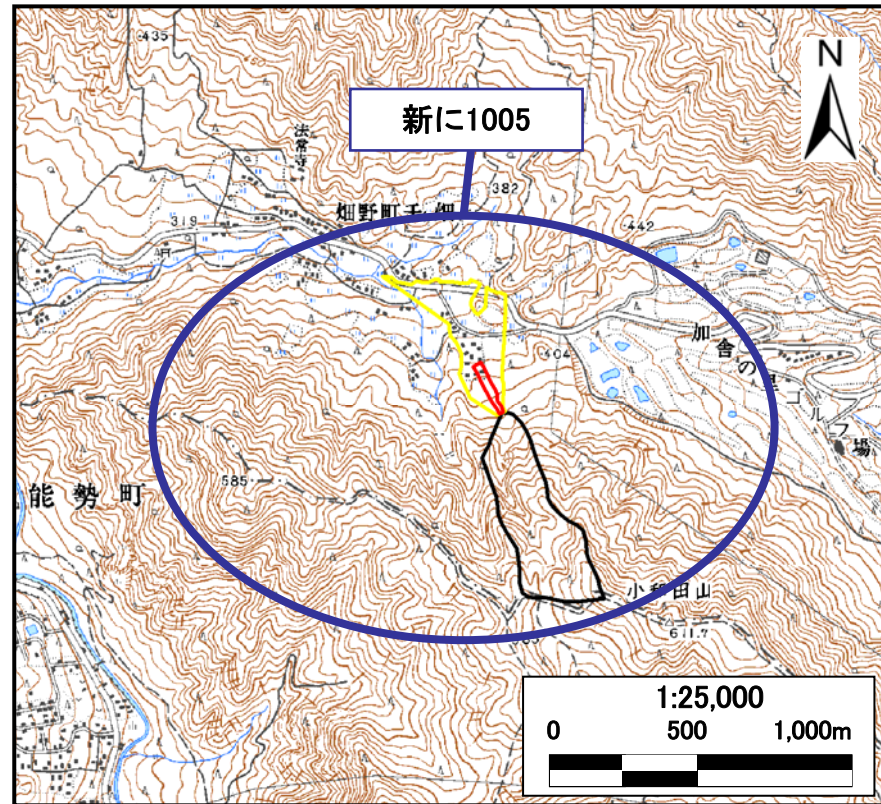 435
N
新に1005
法常寺
382
畑野町千畑
319
442
404
加舎の里ゴルフ場
585
能勢町
小和田山
611.7
1:25,000
0 500 1,000m